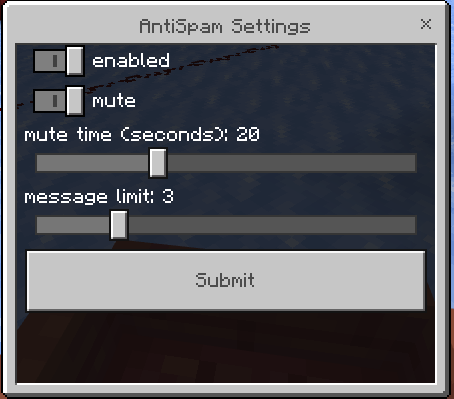 AntiSpam Settings
enabled
mute
mute time (seconds): 20
message limit: 3
Submit